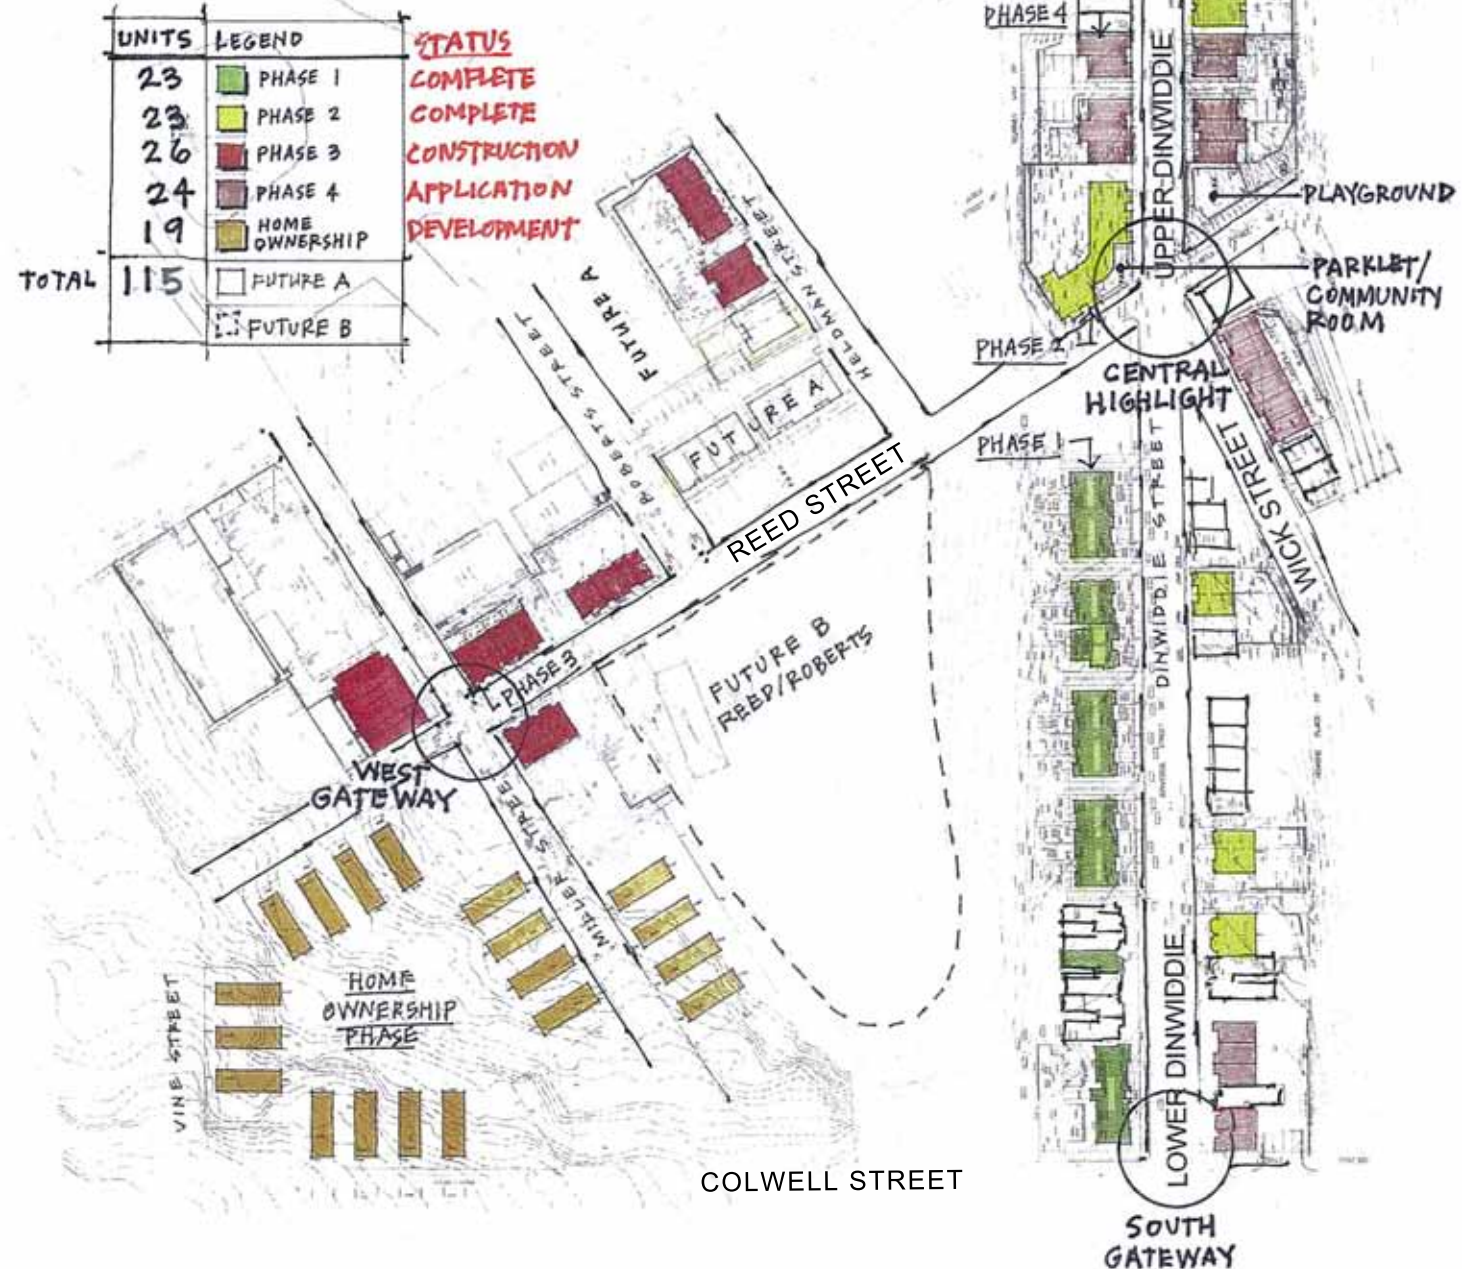 UNITS LEGEND STATUS
23 PHASE 1 COMPLETE
23 PHASE 2 COMPLETE
26 PHASE 3 CONSTRUCTION
24 PHASE 4 APPLICATION
19 HOME OWNERSHIP DEVELOPMENT
TOTAL 115 FUTURE A
FUTURE B
PHASE 4
UPPER DINWIDDIE
PLAYGROUND
PARKLET/
COMMUNITY
ROOM
PHASE 2
CENTRAL
HIGHLIGHT
HELDMAN STREET
FUTURE A
ROBERTS STREET
STREET
FUTURE A
REED STREET
PHASE 1
DINWIDDIE STREET
WICK STREET
PHASE 3
FUTURE B
REED/ROBERTS
WEST
GATEWAY
MILLER STREET
HOME
OWNERSHIP
PHASE
VINE STREET
LOWER DINWIDDIE
COLWELL STREET
SOUTH
GATEWAY